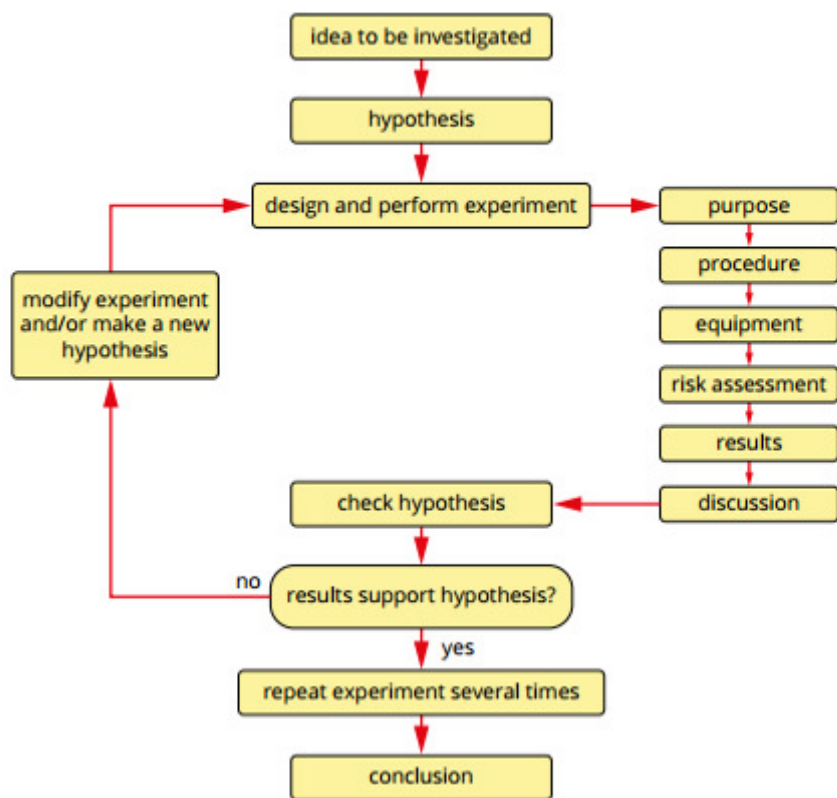 idea to be investigated
hypothesis
design and perform experiment
purpose
procedure
equipment
risk assessment
results
discussion
check hypothesis
results support hypothesis?
no
modify experiment
and/or make a new
hypothesis
yes
repeat experiment several times
conclusion